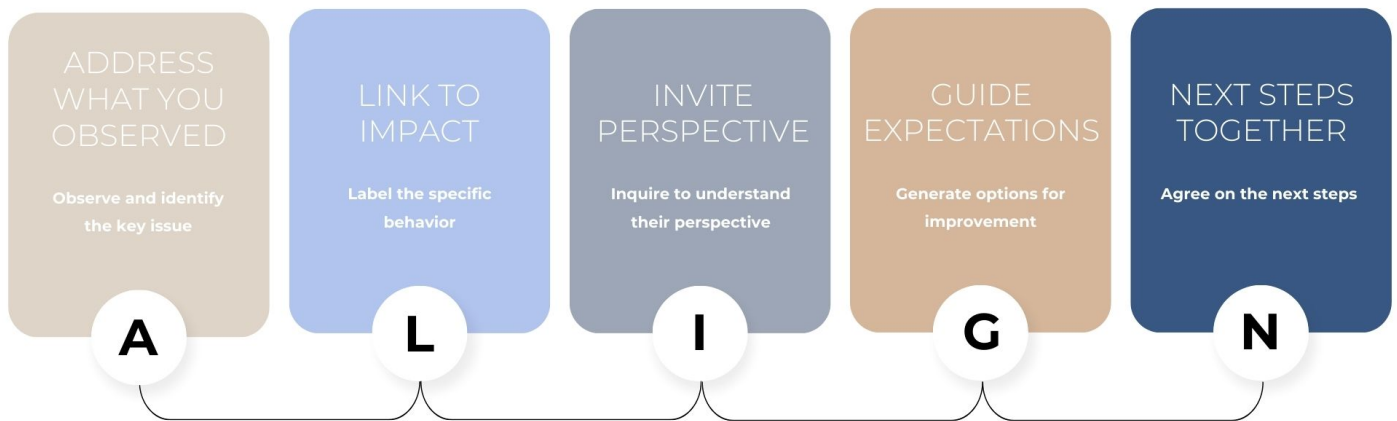 ADDRESS
WHAT YOU
OBSERVED
Observe and identify
the key issue
A
LINK TO
IMPACT
Label the specific
behavior
L
INVITE
PERSPECTIVE
Inquire to understand
their perspective
I
GUIDE
EXPECTATIONS
Generate options for
improvement
G
NEXT STEPS
TOGETHER
Agree on the next steps
N